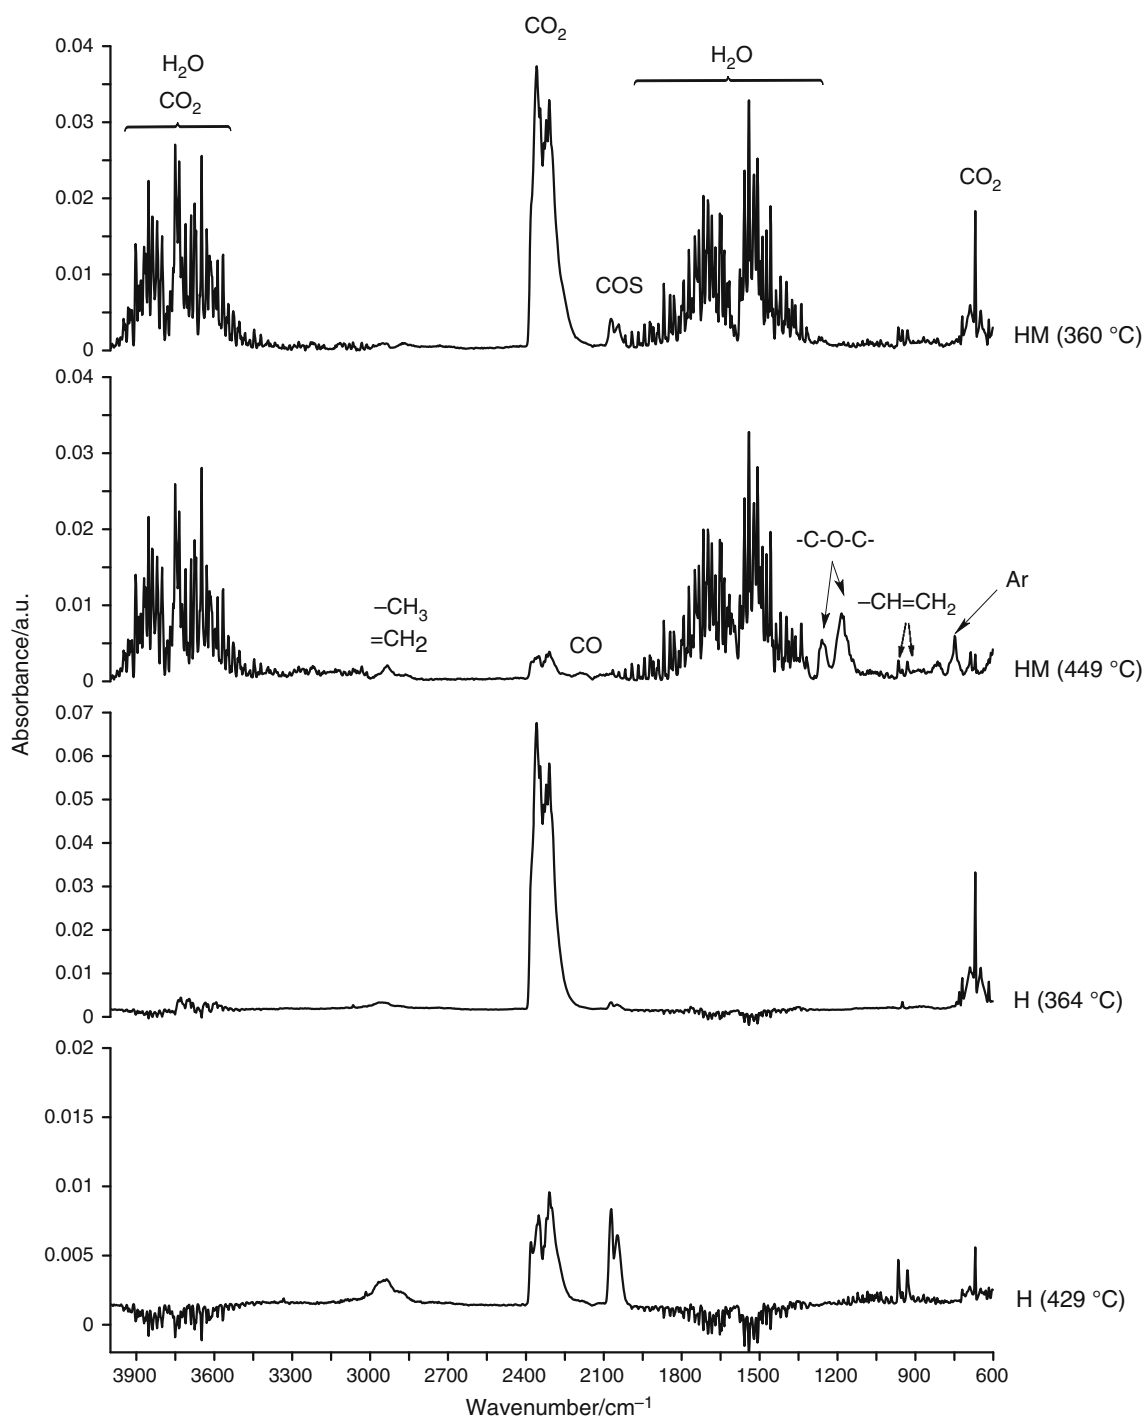 CO2
0.04
H2O
H2O
CO2
0.03
0.02
CO2
0.01
COS
0
HM (360 °C)
0.04
0.03
0.02
-C-O-C-
0.01
–CH3
–CH=CH2
Ar
=CH2
CO
0
HM (449 °C)
Absorbance/a.u.
0.07
0.06
0.05
0.04
0.03
0.02
0.01
0
H (364 °C)
0.02
0.015
0.01
0.005
0
H (429 °C)
3900 3600 3300 3000 2700 2400 2100 1800 1500 1200 900 600
Wavenumber/cm–1